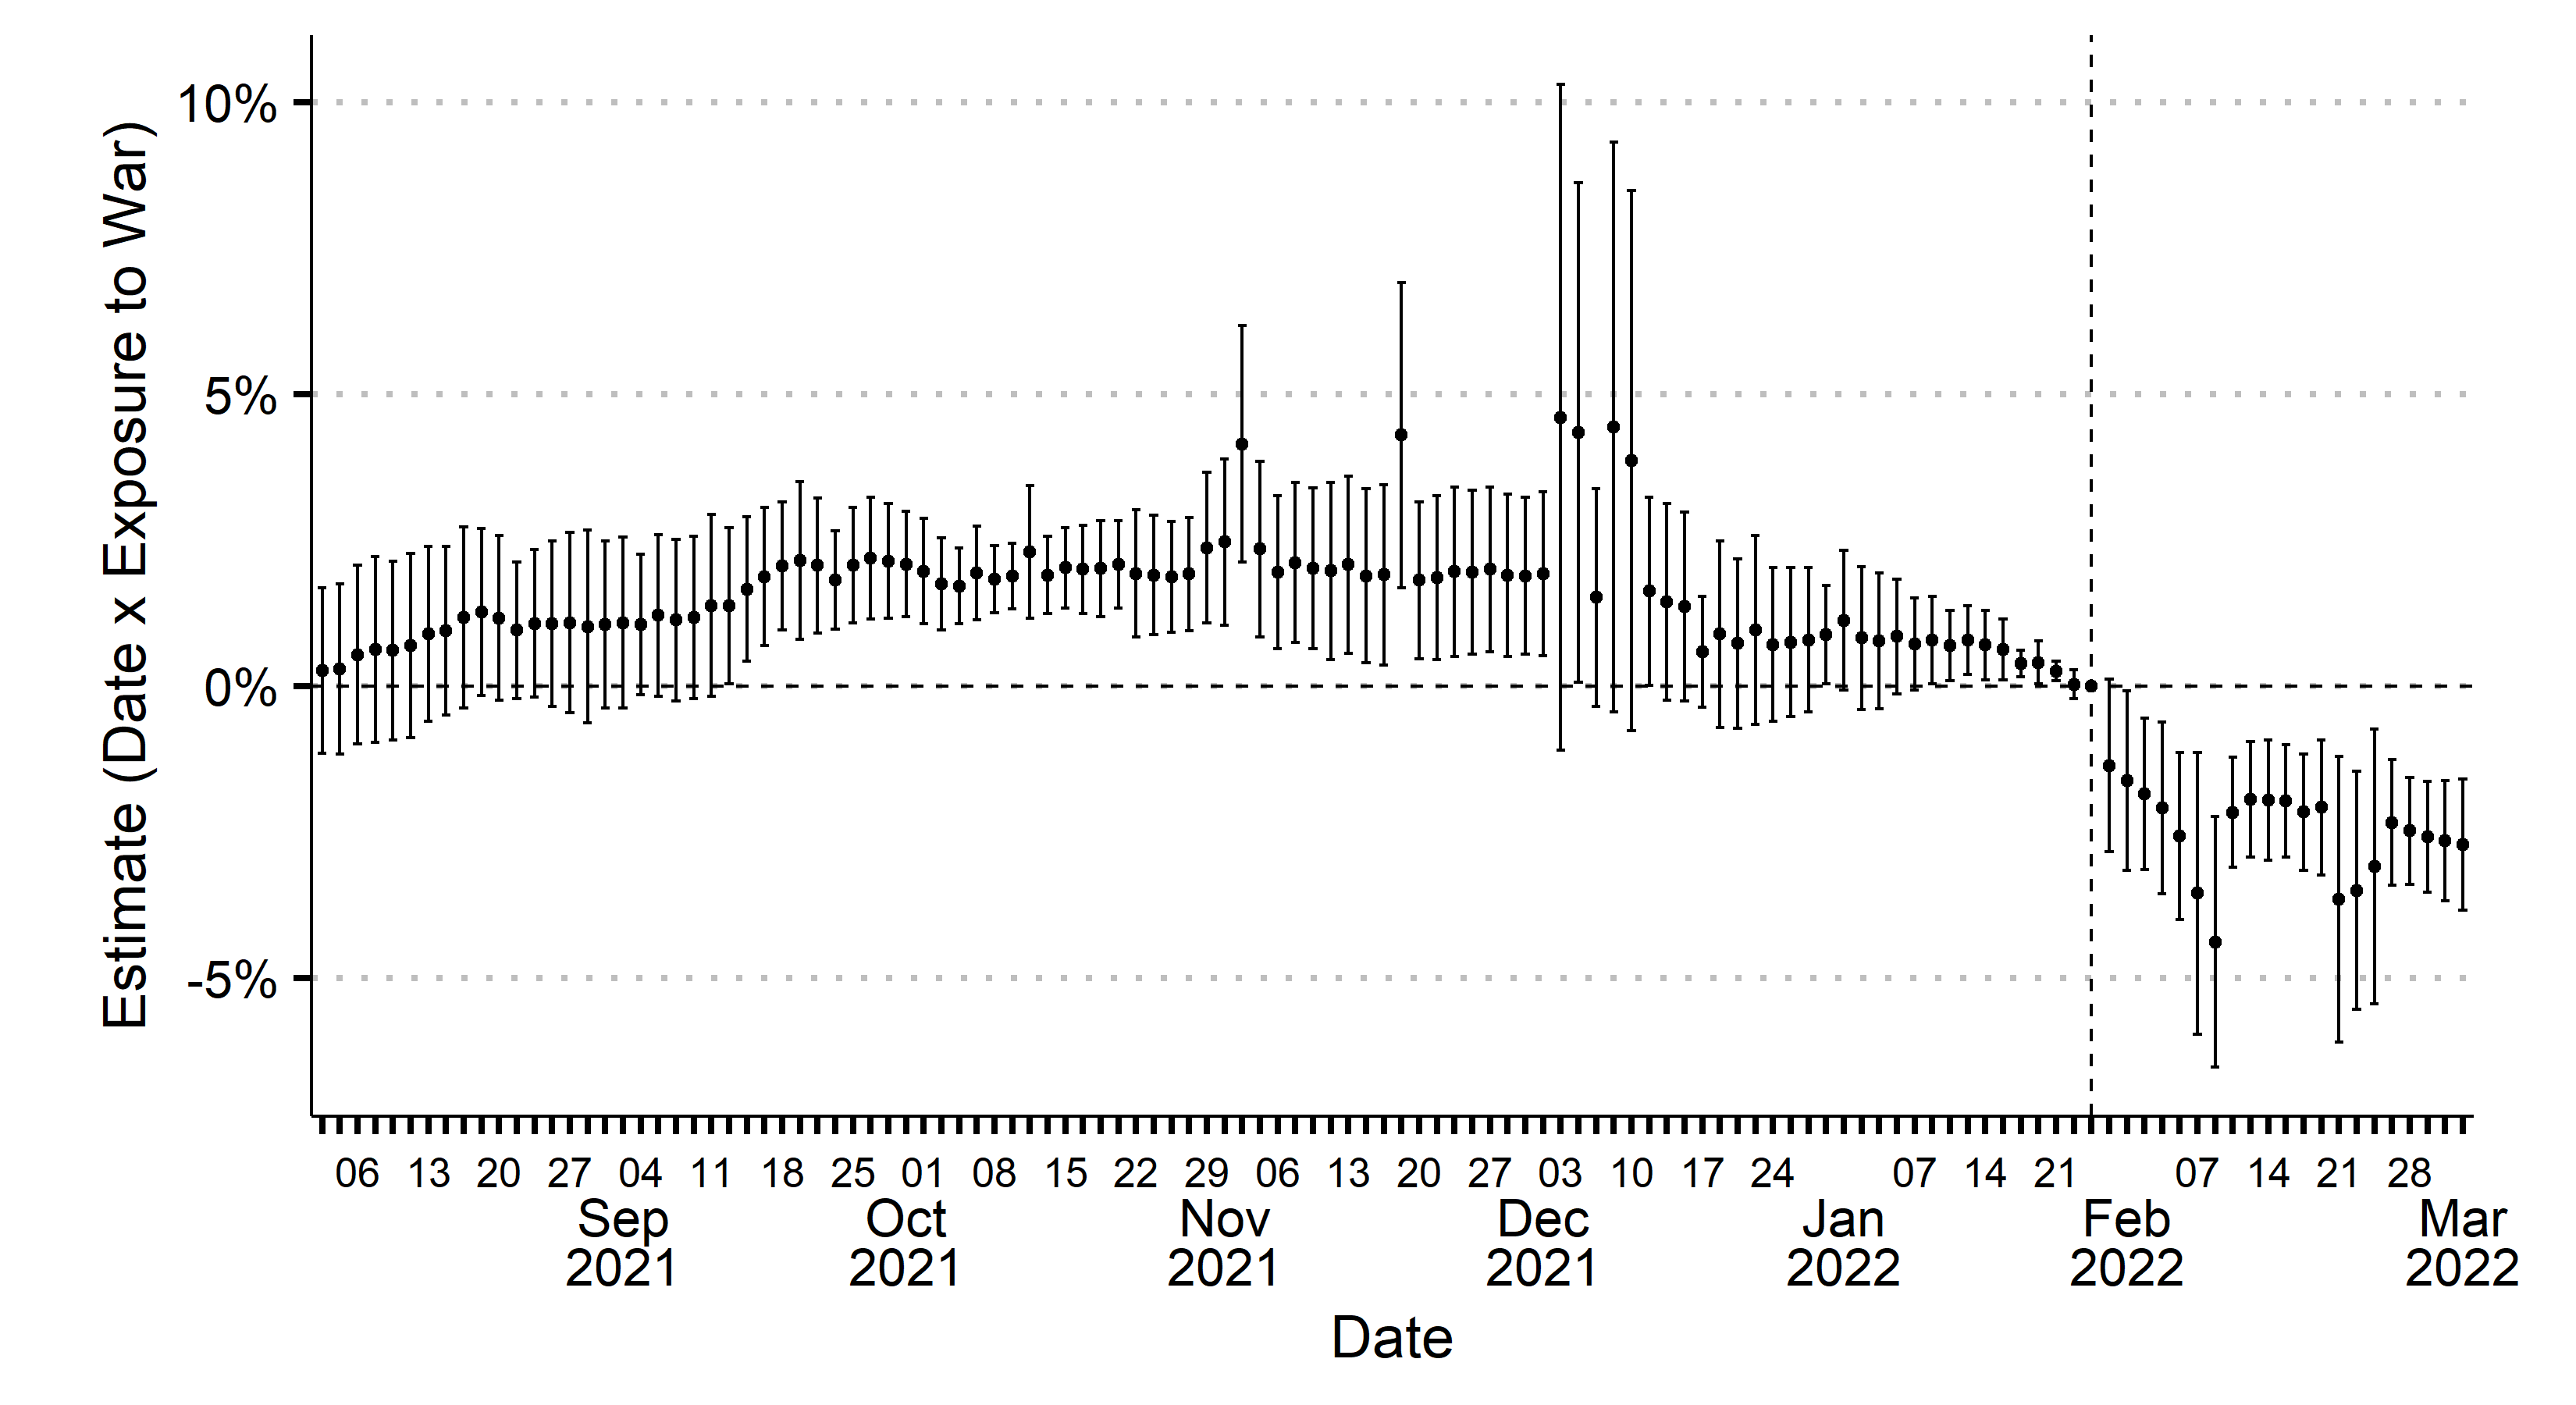 Estimate (Date x Exposure to War)
10%
5%
0%
-5%
06 13 20 27 04 11 18 25 01 08 15 22 29 06 13 20 27 03 10 17 24 07 14 21 07 14 21 28
Sep Oct Nov Dec Jan Feb Mar
2021 2021 2021 2021 2022 2022 2022
Date